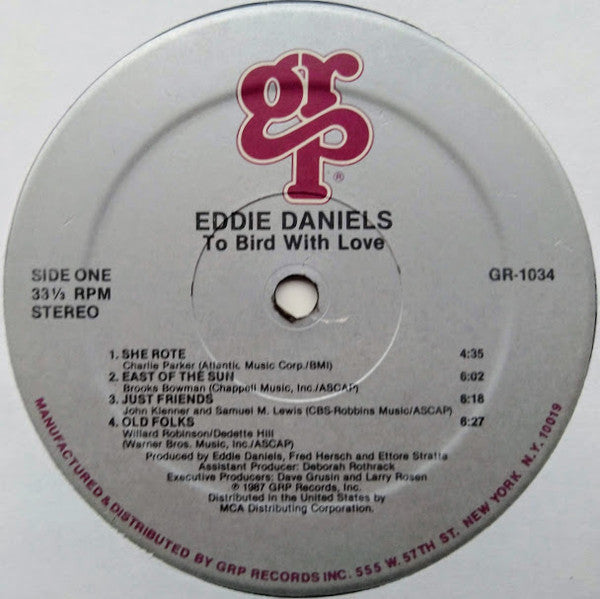 grp
®
EDDIE DANIELS
To Bird With Love
SIDE ONE
33⅓ RPM
STEREO
GR-1034
1. SHE ROTE 4:35
Charlie Parker (Atlantic Music Corp./BMI)
2. EAST OF THE SUN 6:02
Brooks Bowman (Chappell Music, Inc./ASCAP)
3. JUST FRIENDS 6:18
John Klenner and Samuel M. Lewis (CBS-Robbins Music/ASCAP)
4. OLD FOLKS 6:27
Willard Robinson/Dedette Hill
(Warner Bros. Music, Inc./ASCAP)
Produced by Eddie Daniels, Fred Hersch and Ettore Stratta
Assistant Producer: Deborah Rothrack
Executive Producers: Dave Grusin and Larry Rosen
℗ 1987 GRP Records, Inc.
Distributed in the United States by
MCA Distributing Corporation.
MANUFACTURED & DISTRIBUTED BY GRP RECORDS INC. 555 W. 57TH ST. NEW YORK N.Y. 10019